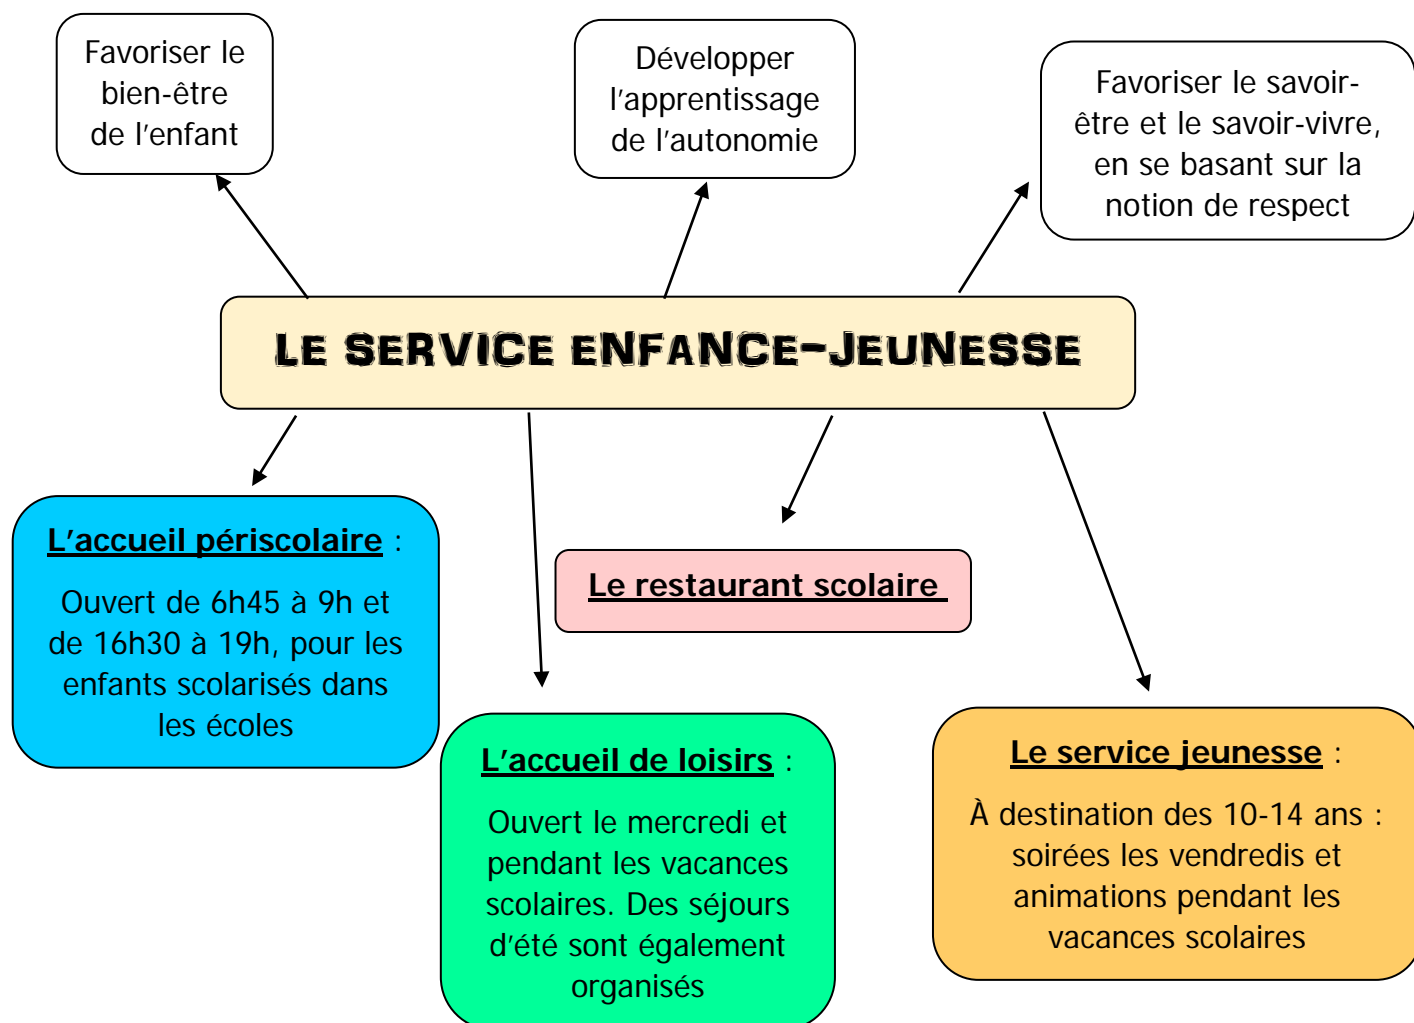 Favoriser le
bien-être
de l'enfant
Développer
l'apprentissage
de l'autonomie
Favoriser le savoir-
être et le savoir-vivre,
en se basant sur la
notion de respect
LE SERVICE ENFANCE-JEUNESSE
L'accueil périscolaire :
Ouvert de 6h45 à 9h et
de 16h30 à 19h, pour les
enfants scolarisés dans
les écoles
Le restaurant scolaire
L'accueil de loisirs :
Ouvert le mercredi et
pendant les vacances
scolaires. Des séjours
d'été sont également
organisés
Le service jeunesse :
À destination des 10-14 ans :
soirées les vendredis et
animations pendant les
vacances scolaires